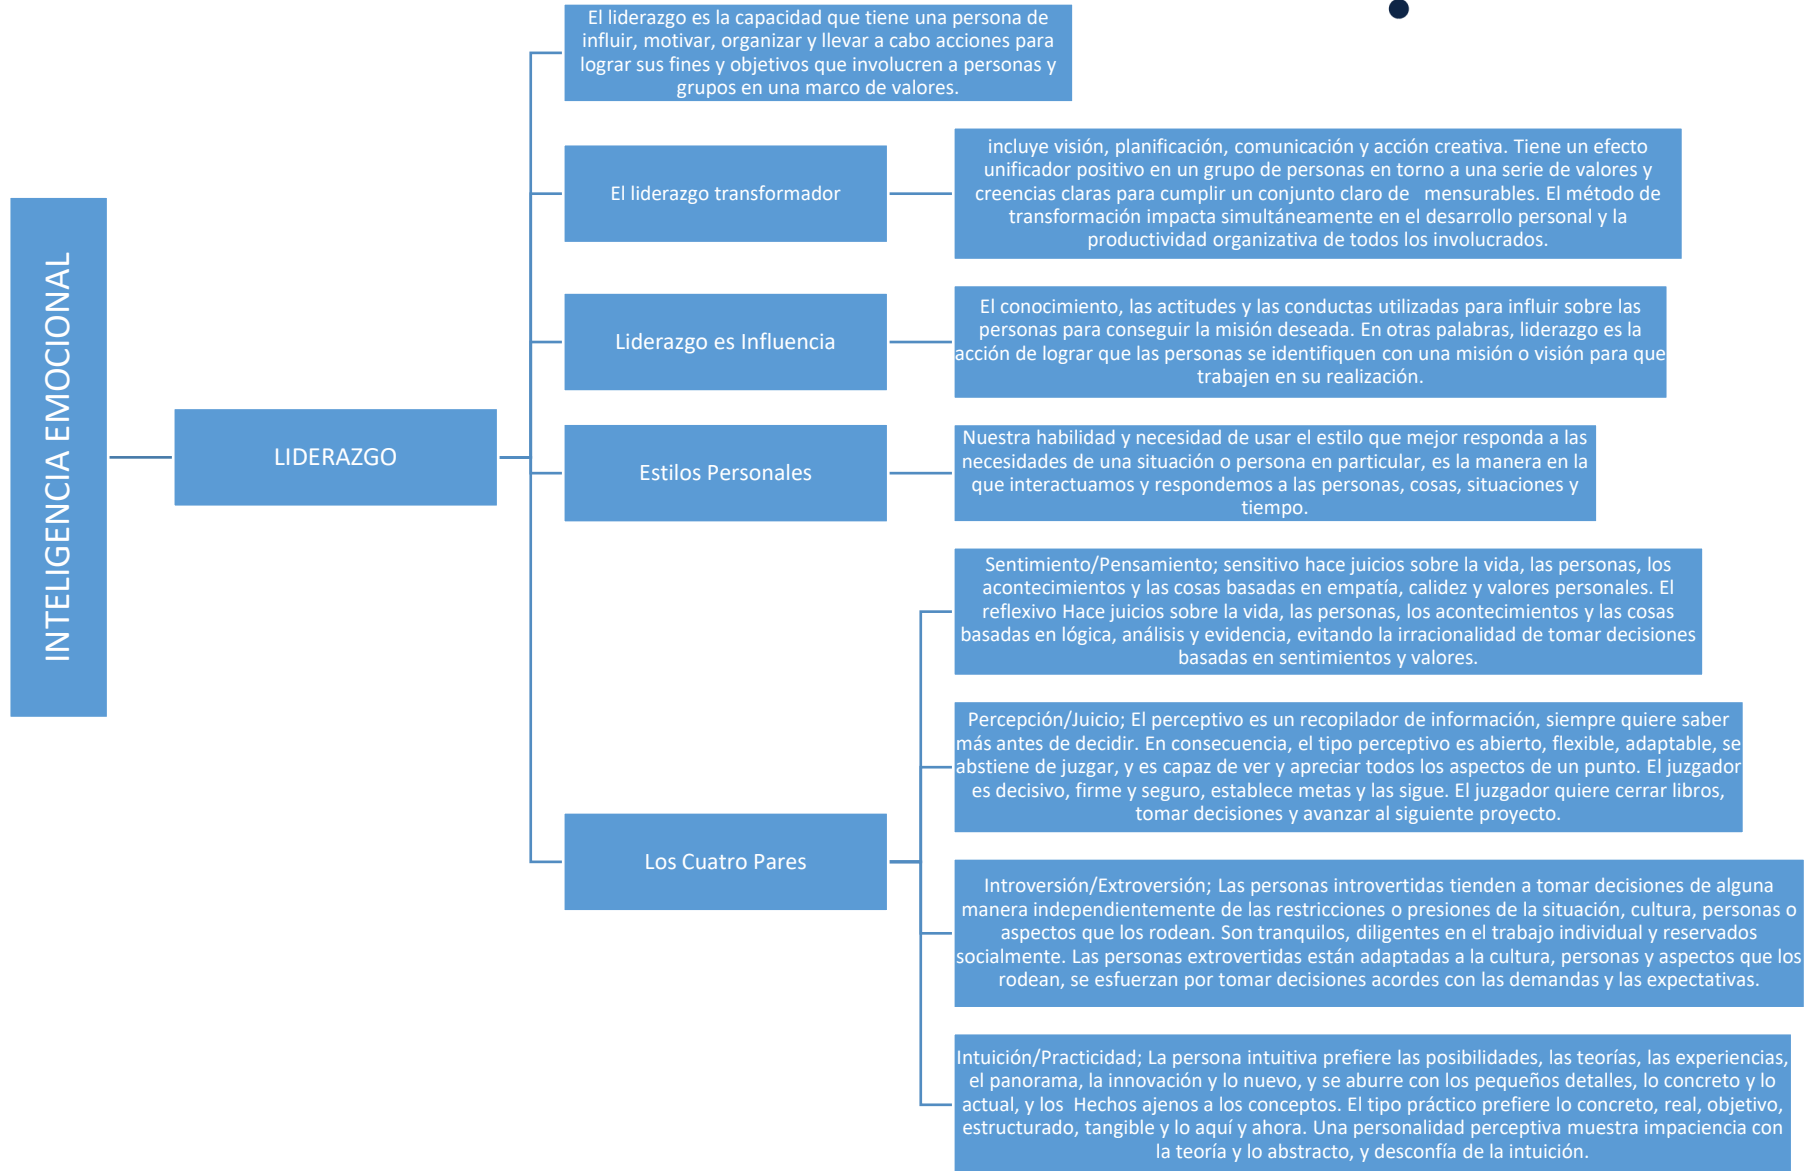 INTELIGENCIA EMOCIONAL
LIDERAZGO
El liderazgo es la capacidad que tiene una persona de
influir, motivar, organizar y llevar a cabo acciones para
lograr sus fines y objetivos que involucren a personas y
grupos en una marco de valores.
El liderazgo transformador
incluye visión, planificación, comunicación y acción creativa. Tiene un efecto
unificador positivo en un grupo de personas en torno a una serie de valores y
creencias claras para cumplir un conjunto claro de mensurables. El método de
transformación impacta simultáneamente en el desarrollo personal y la
productividad organizativa de todos los involucrados.
Liderazgo es Influencia
El conocimiento, las actitudes y las conductas utilizadas para influir sobre las
personas para conseguir la misión deseada. En otras palabras, liderazgo es la
acción de lograr que las personas se identifiquen con una misión o visión para que
trabajen en su realización.
Estilos Personales
Nuestra habilidad y necesidad de usar el estilo que mejor responda a las
necesidades de una situación o persona en particular, es la manera en la
que interactuamos y respondemos a las personas, cosas, situaciones y
tiempo.
Los Cuatro Pares
Sentimiento/Pensamiento; sensitivo hace juicios sobre la vida, las personas, los
acontecimientos y las cosas basadas en empatía, calidez y valores personales. El
reflexivo Hace juicios sobre la vida, las personas, los acontecimientos y las cosas
basadas en lógica, análisis y evidencia, evitando la irracionalidad de tomar decisiones
basadas en sentimientos y valores.
Percepción/Juicio; El perceptivo es un recopilador de información, siempre quiere saber
más antes de decidir. En consecuencia, el tipo perceptivo es abierto, flexible, adaptable, se
abstiene de juzgar, y es capaz de ver y apreciar todos los aspectos de un punto. El juzgador
es decisivo, firme y seguro, establece metas y las sigue. El juzgador quiere cerrar libros,
tomar decisiones y avanzar al siguiente proyecto.
Introversión/Extroversión; Las personas introvertidas tienden a tomar decisiones de alguna
manera independientemente de las restricciones o presiones de la situación, cultura, personas o
aspectos que los rodean. Son tranquilos, diligentes en el trabajo individual y reservados
socialmente. Las personas extrovertidas están adaptadas a la cultura, personas y aspectos que los
rodean, se esfuerzan por tomar decisiones acordes con las demandas y las expectativas.
Intuición/Practicidad; La persona intuitiva prefiere las posibilidades, las teorías, las experiencias,
el panorama, la innovación y lo nuevo, y se aburre con los pequeños detalles, lo concreto y lo
actual, y los Hechos ajenos a los conceptos. El tipo práctico prefiere lo concreto, real, objetivo,
estructurado, tangible y lo aquí y ahora. Una personalidad perceptiva muestra impaciencia con
la teoría y lo abstracto, y desconfía de la intuición.